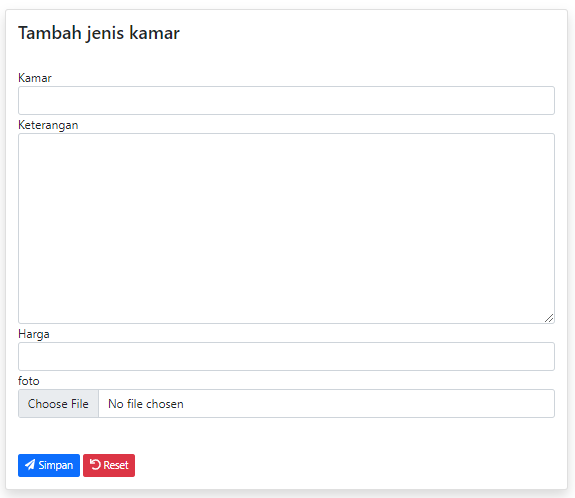 Tambah jenis kamar
Kamar
Keterangan
Harga
foto
Choose File No file chosen
Simpan Reset